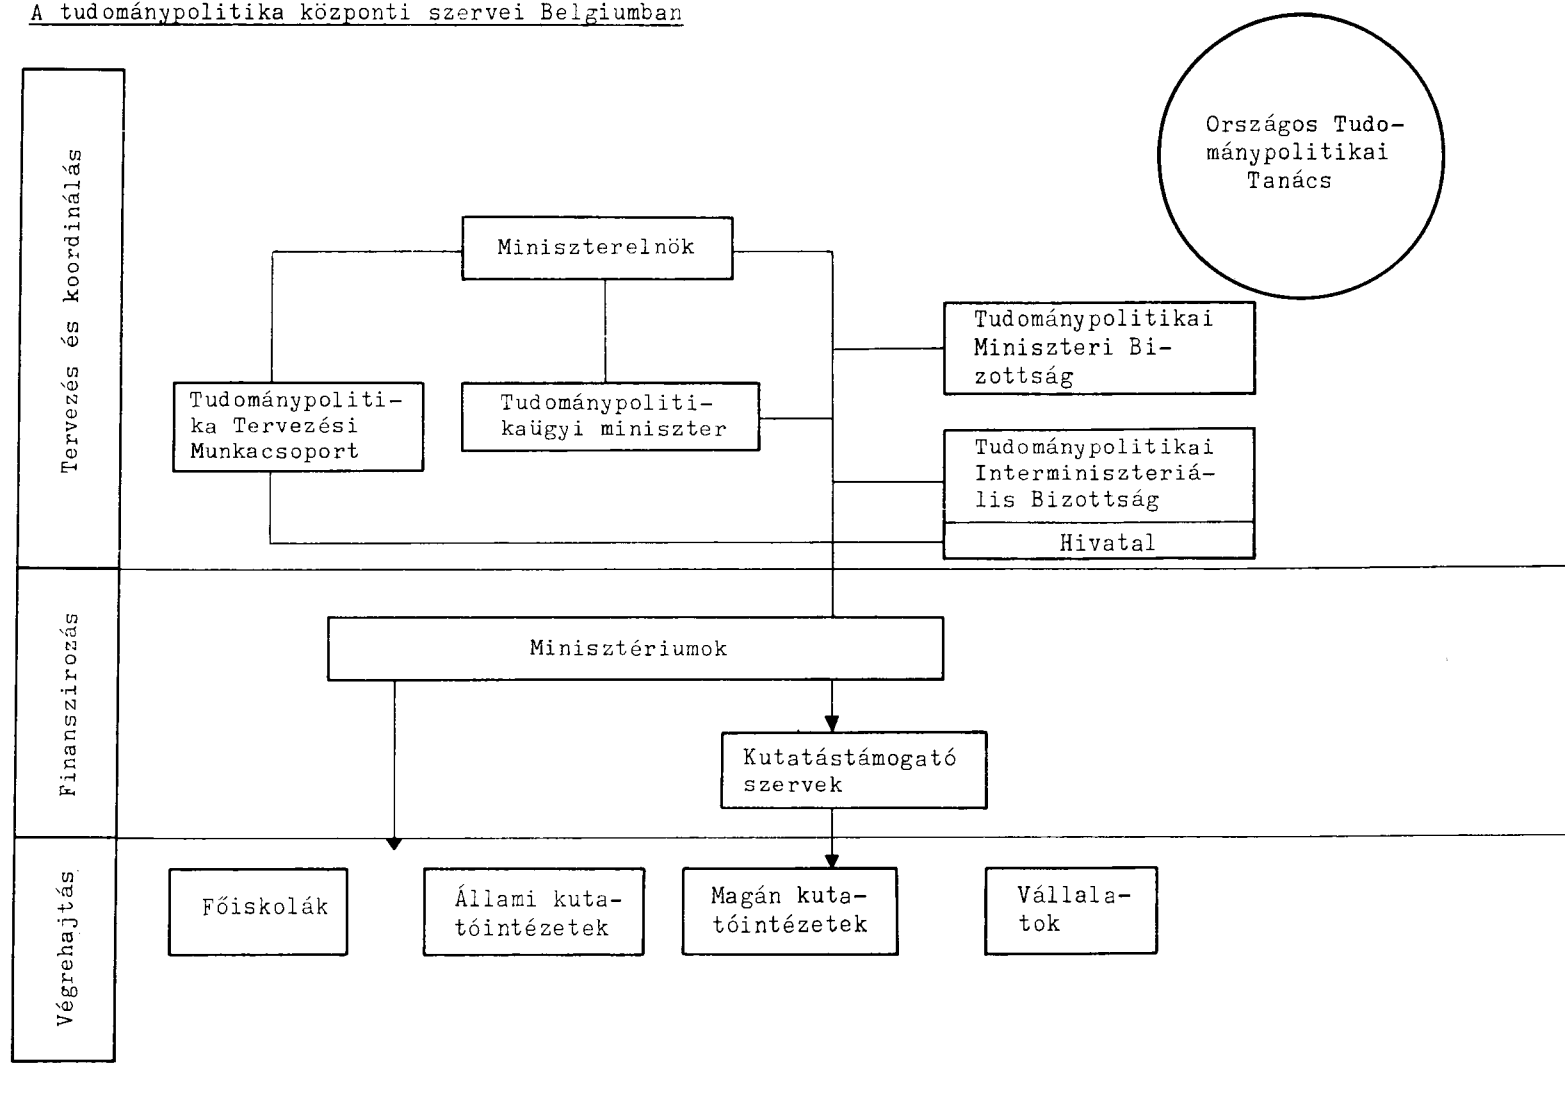 A tudománypolitika központi szervei Belgiumban
Országos Tudo-
mánypolitikai
Tanács
Tervezés és koordinálás
Miniszterelnök
Tudománypolitikai
Miniszteri Bi-
zottság
Tudománypoliti-
ka Tervezési
Munkacsoport
Tudománypoliti-
kaügyi miniszter
Tudománypolitikai
Interminiszteriá-
lis Bizottság
Hivatal
Finanszirozás
Minisztériumok
Kutatástámogató
szervek
Végrehajtás
Főiskolák
Állami kuta-
tóintézetek
Magán kuta-
tóintézetek
Vállala-
tok